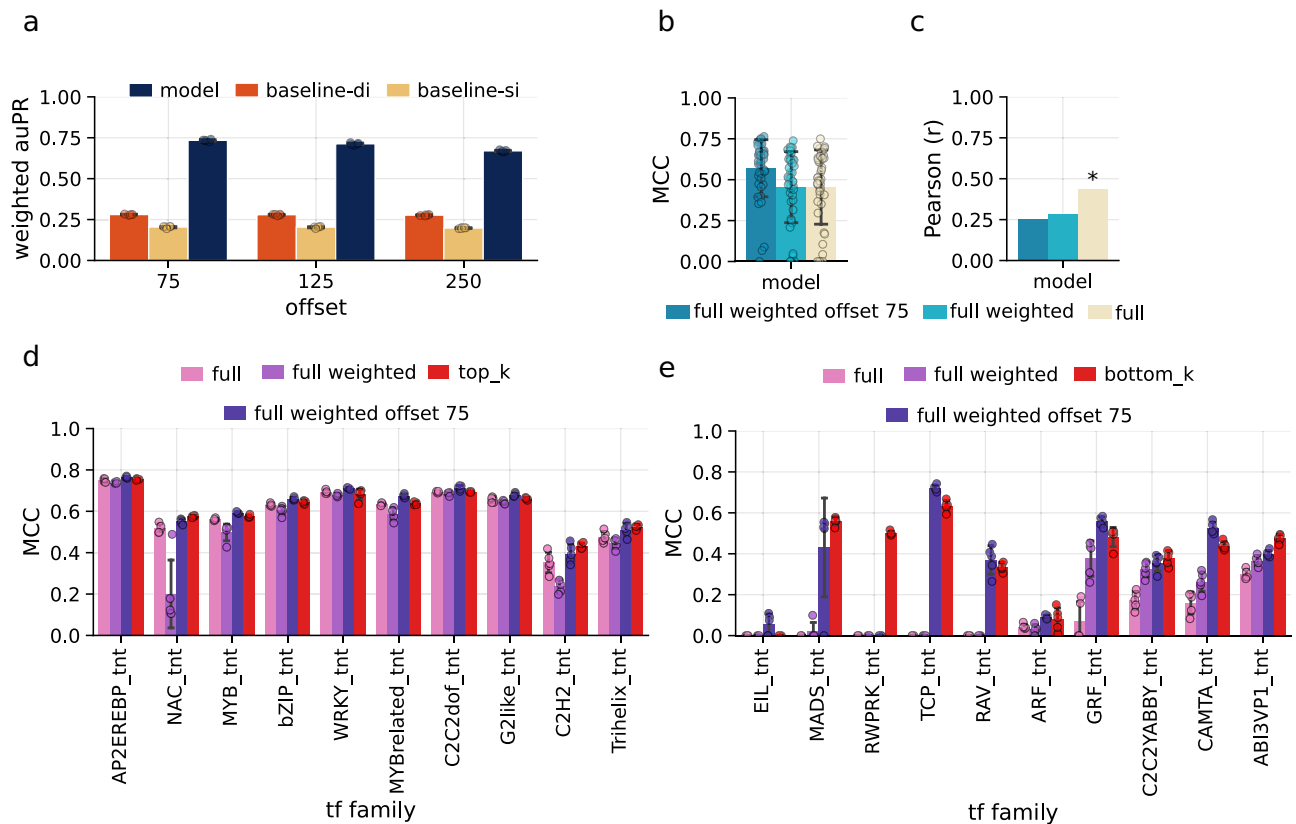 a
model baseline-di baseline-si
weighted auPR
1.00
0.75
0.50
0.25
0.00
75 125 250
offset
b
MCC
1.00
0.75
0.50
0.25
0.00
model
c
Pearson (r)
1.00
0.75
0.50
0.25
0.00
*
model
full weighted offset 75 full weighted full
d
full full weighted top_k
full weighted offset 75
MCC
1.0
0.8
0.6
0.4
0.2
0.0
AP2EREBP_tnt
NAC_tnt
MYB_tnt
bZIP_tnt
WRKY_tnt
MYBrelated_tnt
C2C2dof_tnt
G2like_tnt
C2H2_tnt
Trihelix_tnt
tf family
e
full full weighted bottom_k
full weighted offset 75
MCC
1.0
0.8
0.6
0.4
0.2
0.0
EIL_tnt
MADS_tnt
RWPRK_tnt
TCP_tnt
RAV_tnt
ARF_tnt
GRF_tnt
C2C2YABBY_tnt
CAMTA_tnt
ABI3VP1_tnt
tf family